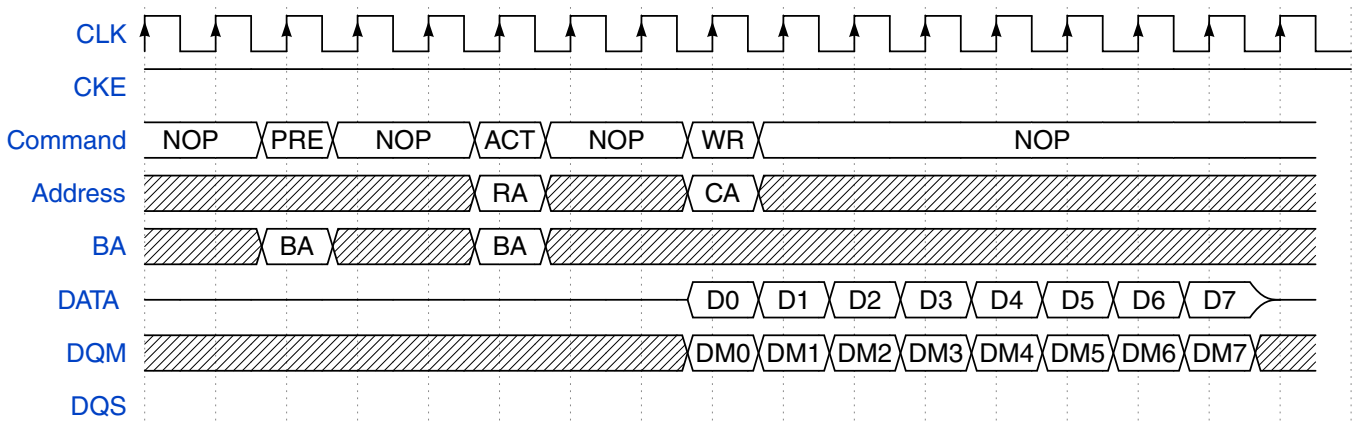 CLK
CKE
Command NOP PRE NOP ACT NOP WR NOP
Address RA CA
BA BA BA
DATA D0 D1 D2 D3 D4 D5 D6 D7
DQM DM0 DM1 DM2 DM3 DM4 DM5 DM6 DM7
DQS